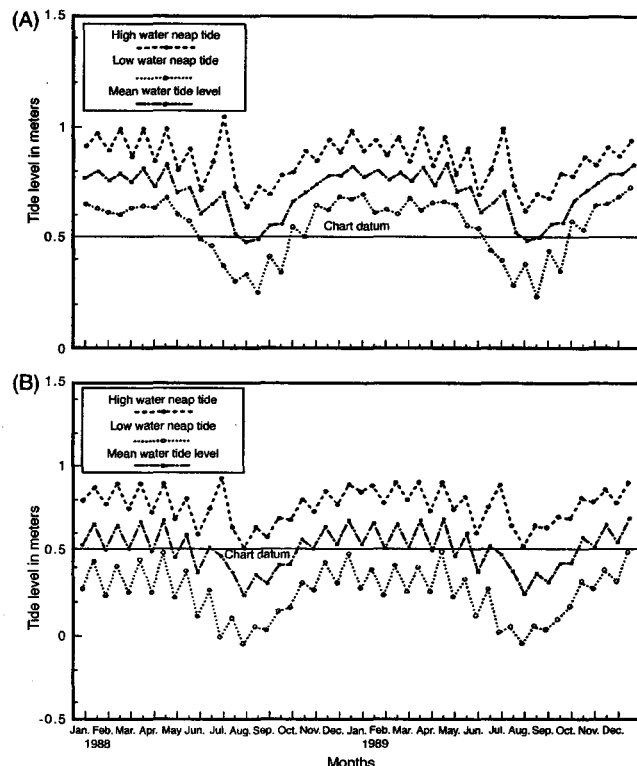 (A)
1.5
High water neap tide
Low water neap tide
Mean water tide level
1
Tide level in meters
0.5
Chart datum
0
(B)
1.5
High water neap tide
Low water neap tide
Mean water tide level
1
Tide level in meters
0.5
Chart datum
0
-0.5
Jan. Feb. Mar. Apr. May Jun. Jul. Aug. Sep. Oct. Nov. Dec. Jan. Feb. Mar. Apr. May Jun. Jul. Aug. Sep. Oct. Nov. Dec.
1988 1989
Months